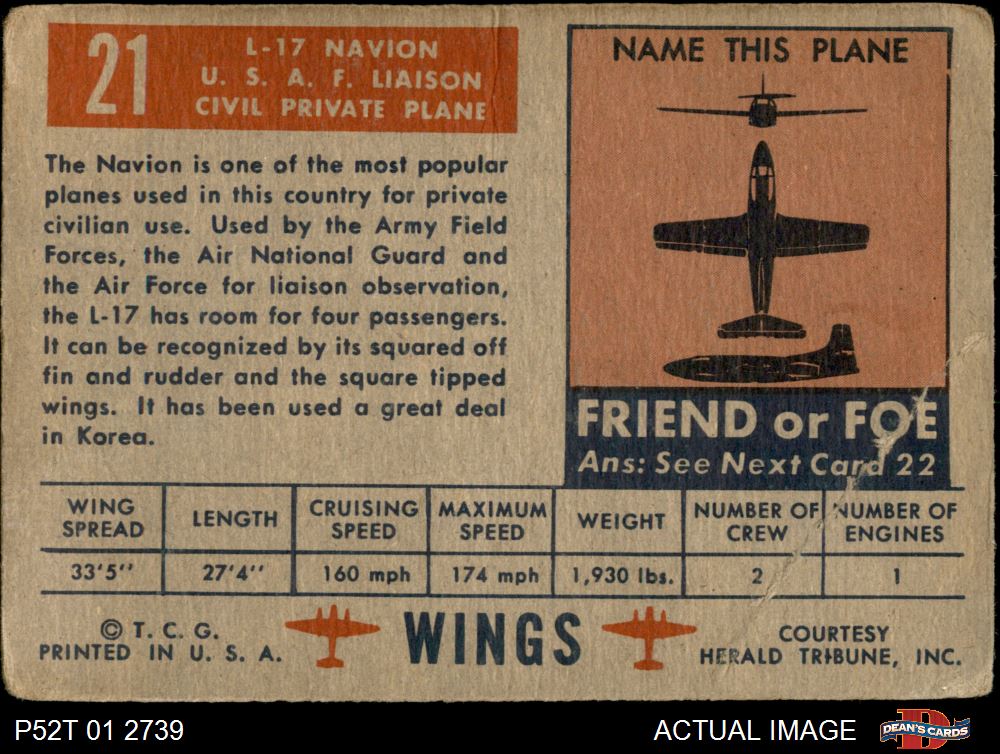 21
L-17 NAVION
U. S. A. F. LIAISON
CIVIL PRIVATE PLANE
The Navion is one of the most popular
planes used in this country for private
civilian use. Used by the Army Field
Forces, the Air National Guard and
the Air Force for liaison observation,
the L-17 has room for four passengers.
It can be recognized by its squared off
fin and rudder and the square tipped
wings. It has been used a great deal
in Korea.
NAME THIS PLANE
FRIEND or FOE
Ans: See Next Card 22
WING SPREAD
LENGTH
CRUISING SPEED
MAXIMUM SPEED
WEIGHT
NUMBER OF CREW
NUMBER OF ENGINES
33'5''
27'4''
160 mph
174 mph
1,930 lbs.
2
1
© T. C. G.
PRINTED IN U. S. A.
WINGS
COURTESY
HERALD TRIBUNE, INC.
P52T 01 2739
ACTUAL IMAGE
DEAN'S CARDS